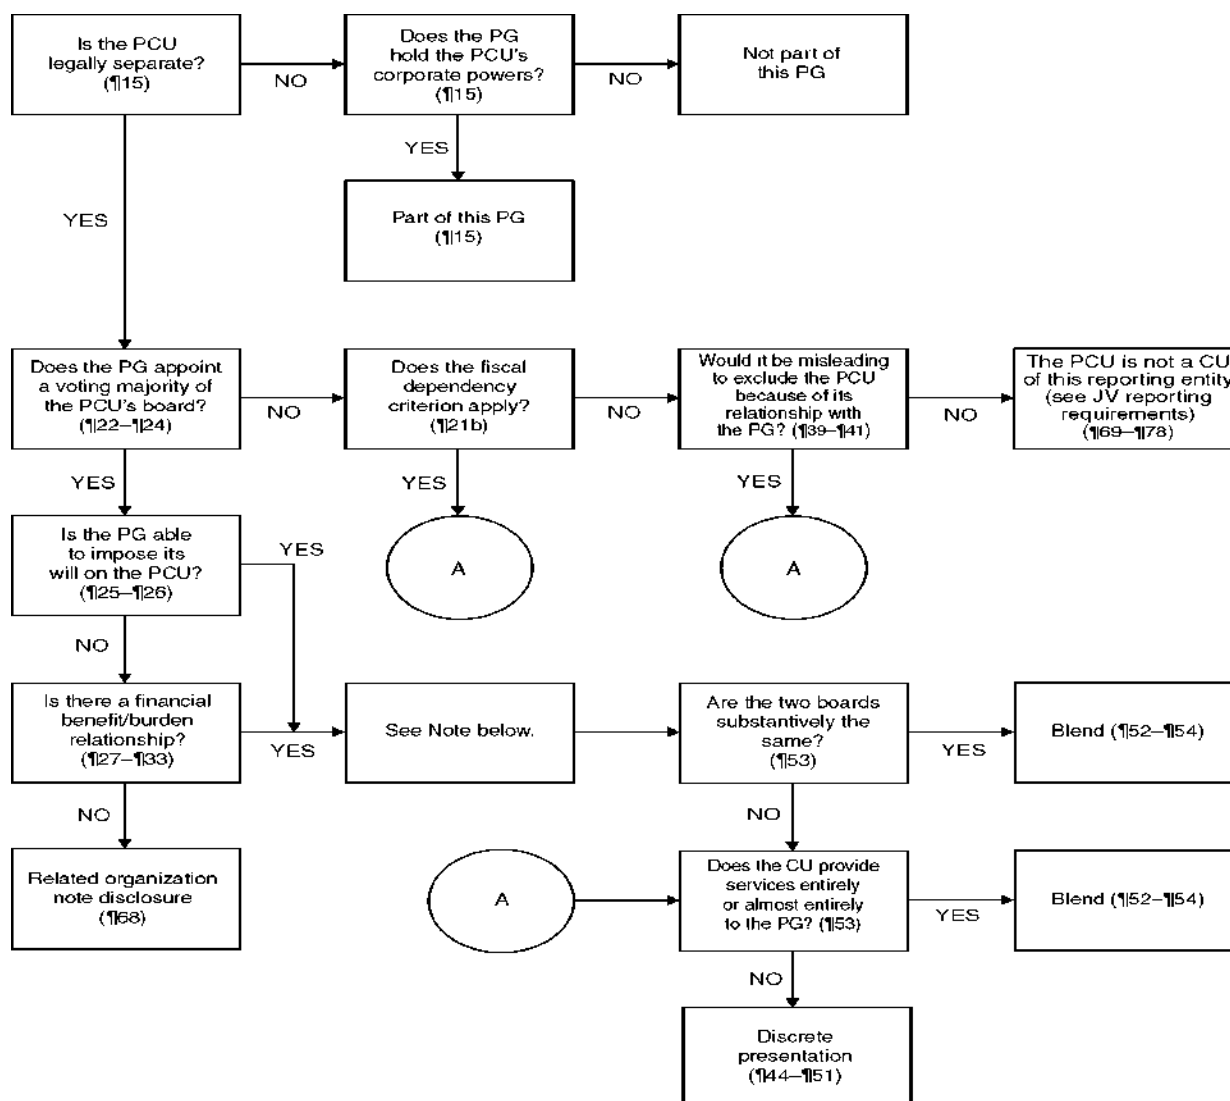 Is the PCU
legally separate?
(¶15)
NO
Does the PG
hold the PCU's
corporate powers?
(¶15)
NO
Not part of
this PG
YES
Part of this PG
(¶15)
YES
Does the PG appoint
a voting majority of
the PCU's board?
(¶22–¶24)
NO
Does the fiscal
dependency
criterion apply?
(¶21b)
NO
Would it be misleading
to exclude the PCU
because of its
relationship with
the PG? (¶39–¶41)
NO
The PCU is not a CU
of this reporting entity
(see JV reporting
requirements)
(¶69–¶78)
YES
YES
YES
Is the PG able
to impose its
will on the PCU?
(¶25–¶26)
YES
A
A
NO
Is there a financial
benefit/burden
relationship?
(¶27–¶33)
YES
See Note below.
Are the two boards
substantively the
same?
(¶53)
YES
Blend (¶52–¶54)
NO
NO
Related organization
note disclosure
(¶68)
A
Does the CU provide
services entirely
or almost entirely
to the PG? (¶53)
YES
Blend (¶52–¶54)
NO
Discrete
presentation
(¶44–¶51)